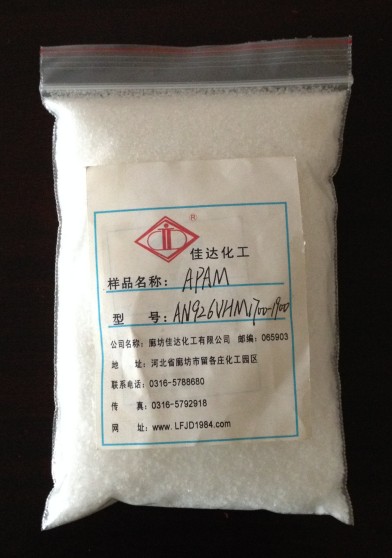 ®
佳达化工
样品名称: APAM
型 号: AN926VHM1700-1900
公司名称: 廊坊佳达化工有限公司 邮编: 065903
地 址: 河北省廊坊市留各庄化工园区
联系电话: 0316-5788680
传 真: 0316-5792918
网 址: www.LFJD1984.com